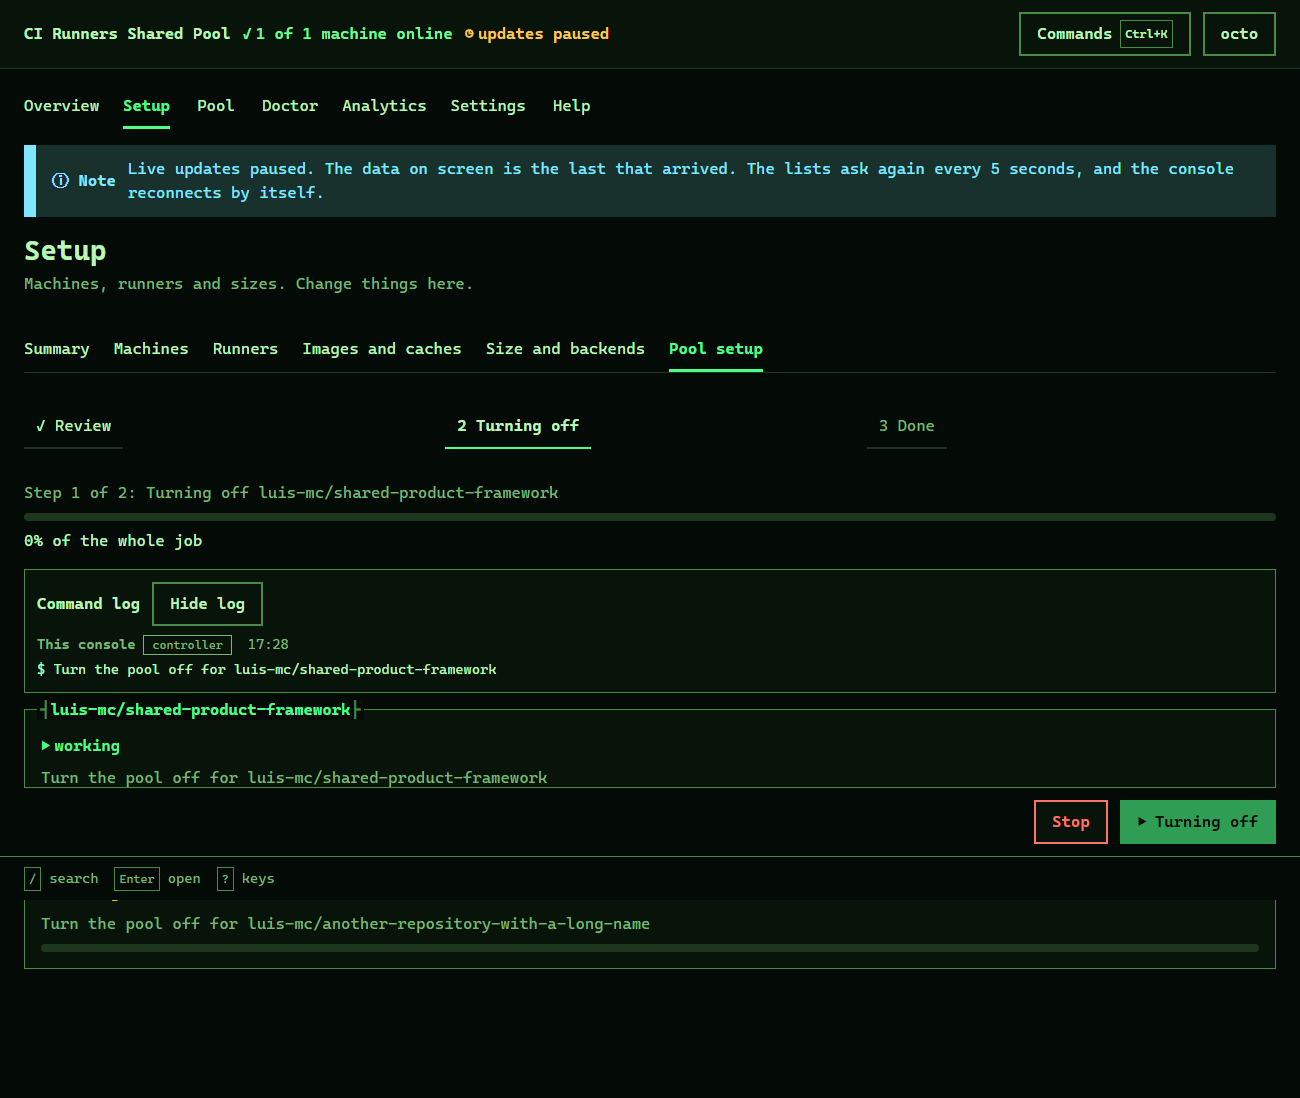 CI Runners Shared Pool ✓ 1 of 1 machine online updates paused
Commands Ctrl+K
octo
Overview Setup Pool Doctor Analytics Settings Help
Note
Live updates paused. The data on screen is the last that arrived. The lists ask again every 5 seconds, and the console
reconnects by itself.
Setup
Machines, runners and sizes. Change things here.
Summary Machines Runners Images and caches Size and backends Pool setup
✓ Review
2 Turning off
3 Done
Step 1 of 2: Turning off luis-mc/shared-product-framework
0% of the whole job
Command log Hide log
This console controller 17:28
$ Turn the pool off for luis-mc/shared-product-framework
luis-mc/shared-product-framework
working
Turn the pool off for luis-mc/shared-product-framework
Stop
Turning off
/ search Enter open ? keys
Turn the pool off for luis-mc/another-repository-with-a-long-name